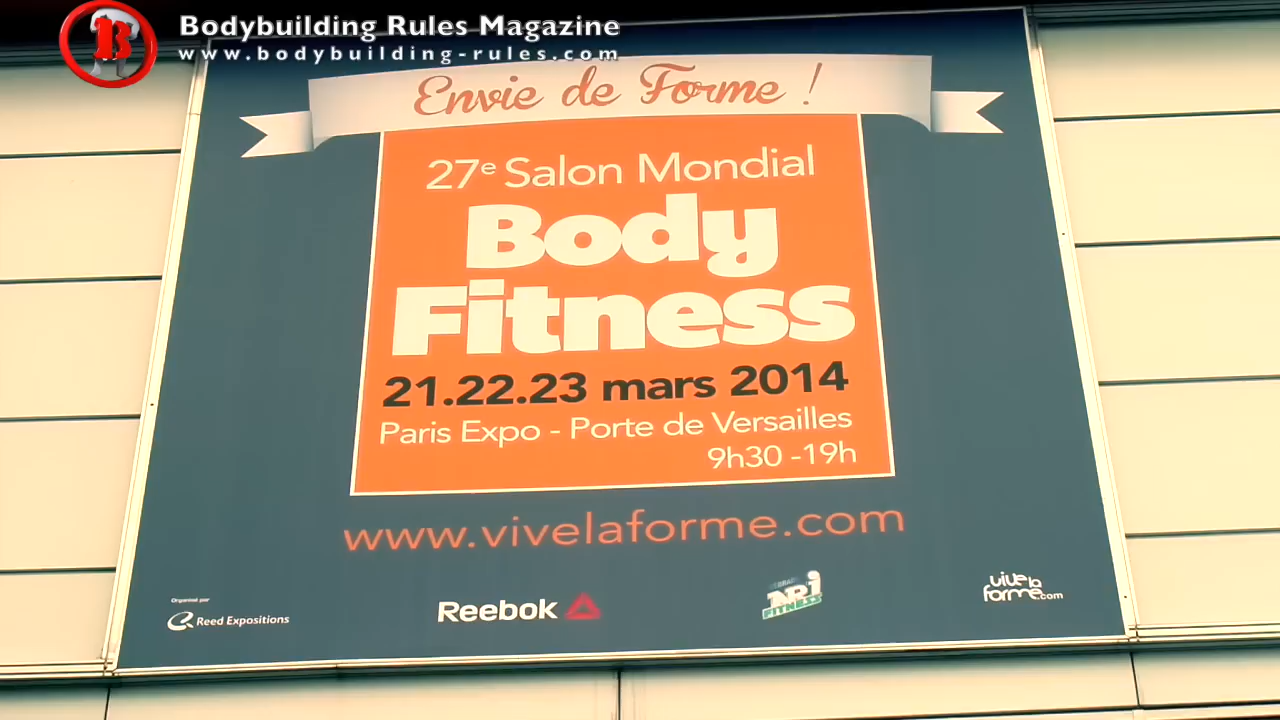 Bodybuilding Rules Magazine
www.bodybuilding-rules.com
Envie de Forme !
27e Salon Mondial
Body
Fitness
21.22.23 mars 2014
Paris Expo - Porte de Versailles
9h30 -19h
www.vivelaforme.com
Organisé par
Reed Expositions
Reebok
NRJ
FITNESS
vive la
forme.com